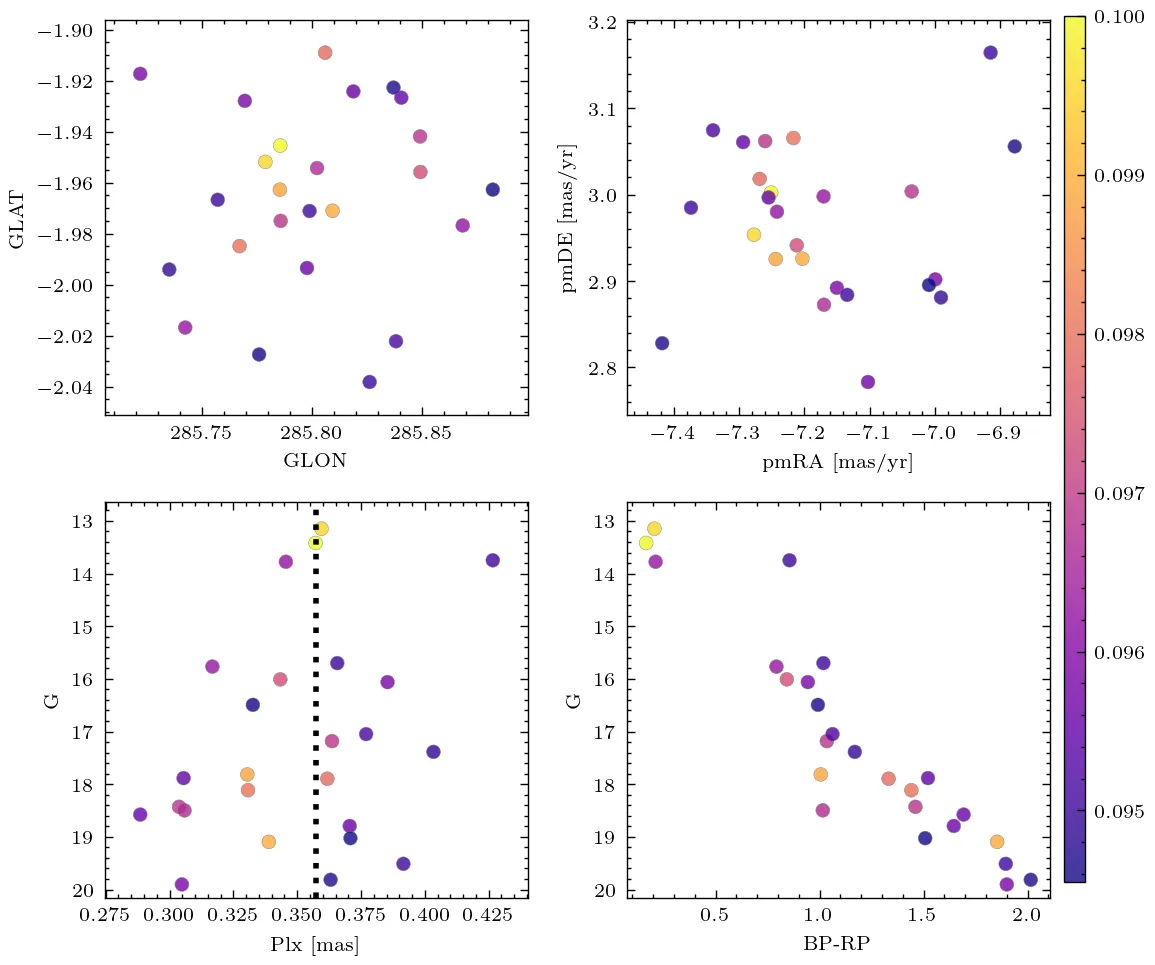 −1.90
−1.92
−1.94
−1.96
−1.98
−2.00
−2.02
−2.04
GLAT
285.75 285.80 285.85
GLON
3.2
3.1
3.0
2.9
2.8
pmDE [mas/yr]
−7.4 −7.3 −7.2 −7.1 −7.0 −6.9
pmRA [mas/yr]
13
14
15
16
17
18
19
20
G
0.275 0.300 0.325 0.350 0.375 0.400 0.425
Plx [mas]
13
14
15
16
17
18
19
20
G
0.5 1.0 1.5 2.0
BP-RP
0.100
0.099
0.098
0.097
0.096
0.095